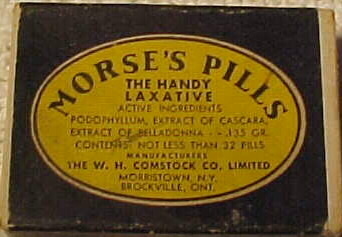 MORSE'S PILLS
THE HANDY
LAXATIVE
ACTIVE INGREDIENTS
PODOPHYLLUM, EXTRACT OF CASCARA,
EXTRACT OF BELLADONNA - - .135 GR.
CONTENTS: NOT LESS THAN 32 PILLS
MANUFACTURERS
THE W. H. COMSTOCK CO., LIMITED
MORRISTOWN, N.Y.
BROCKVILLE, ONT.